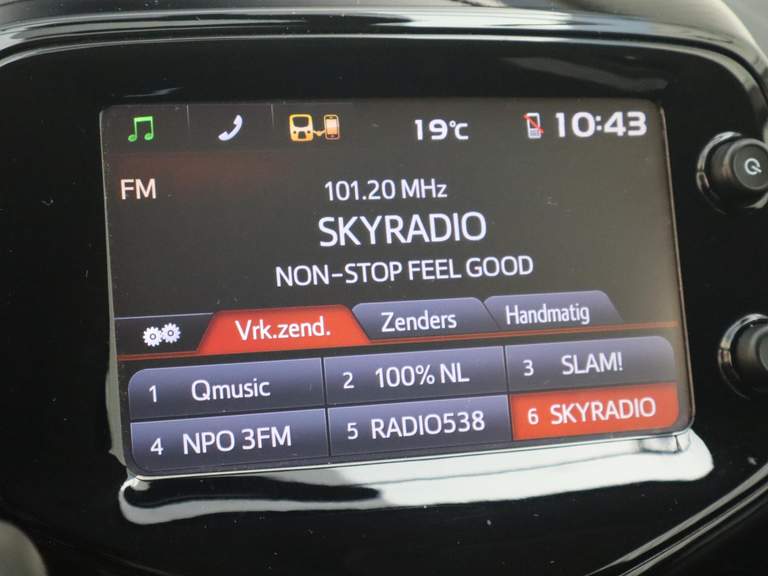 19°C 10:43
FM 101.20 MHz
SKYRADIO
NON-STOP FEEL GOOD
Vrk.zend. Zenders Handmatig
1 Qmusic 2 100% NL 3 SLAM!
4 NPO 3FM 5 RADIO538 6 SKYRADIO